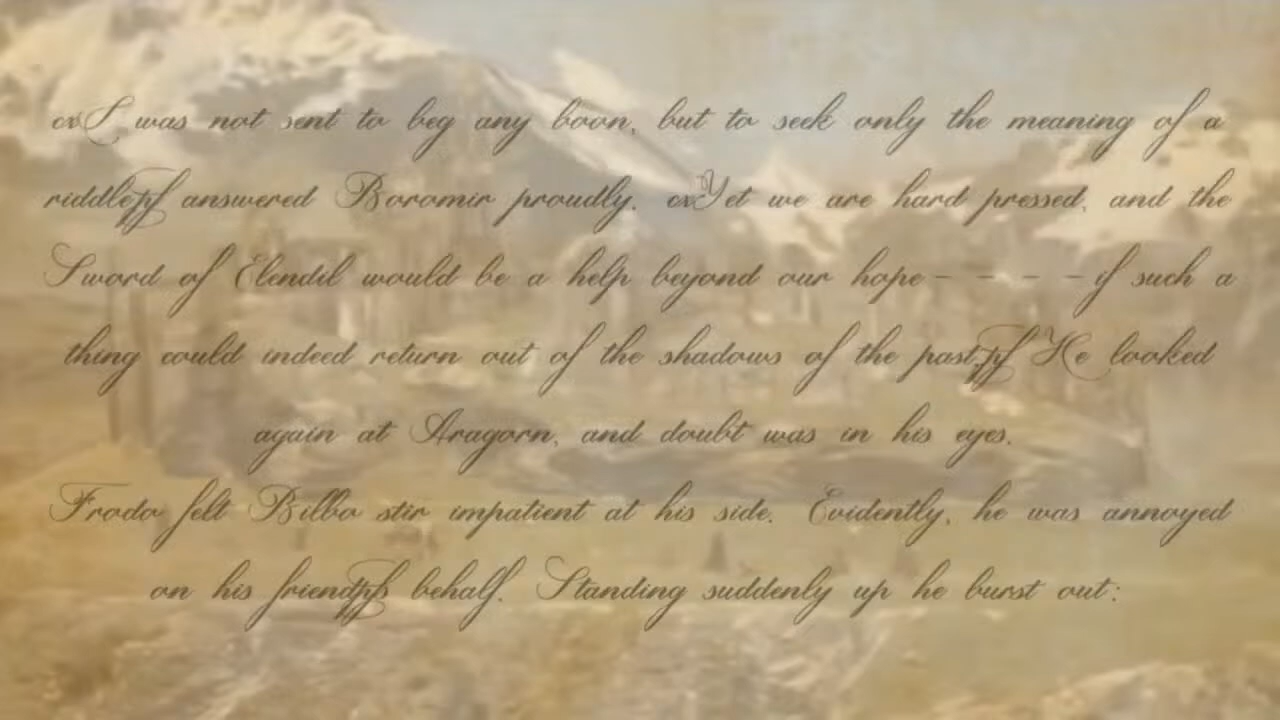 I was not sent to beg any boon, but to seek only the meaning of a
riddle answered Boromir proudly. Yet we are hard pressed, and the
Sword of Elendil would be a help beyond our hope - - - - if such a
thing could indeed return out of the shadows of the past. He looked
again at Aragorn, and doubt was in his eyes.
Frodo felt Bilbo stir impatient at his side. Evidently, he was annoyed
on his friend behalf. Standing suddenly up he burst out: